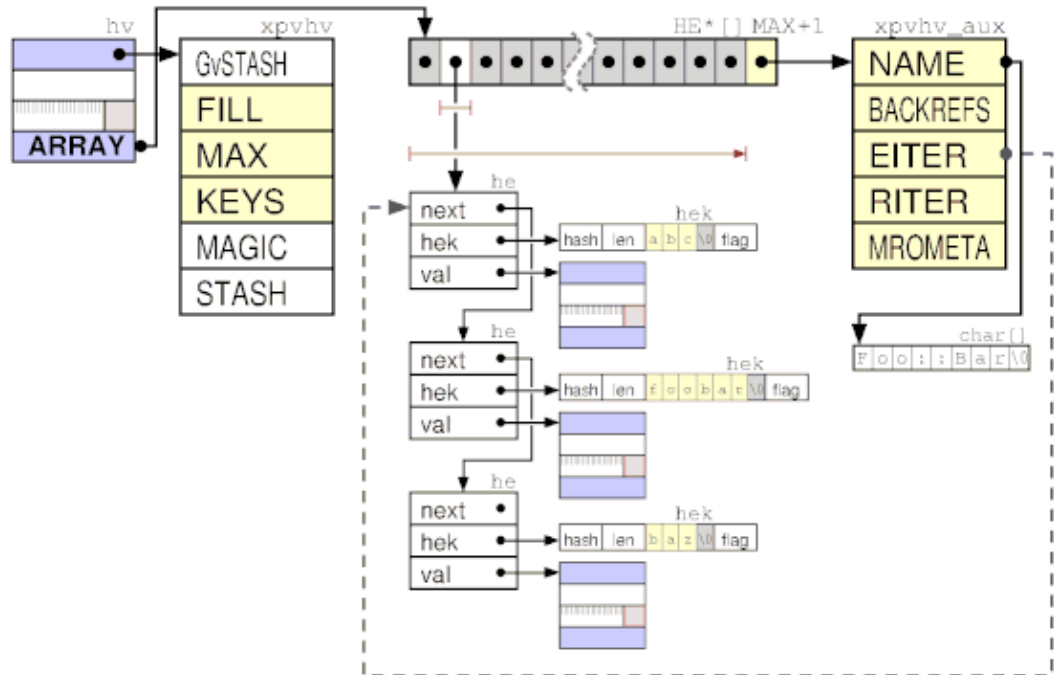 hv
xpvhv
HE*[] MAX+1
xpvhv_aux
GvSTASH
FILL
MAX
KEYS
MAGIC
STASH
ARRAY
NAME
BACKREFS
EITER
RITER
MROMETA
he
next
hek
val
hek
hash len a b c \0 flag
he
next
hek
val
hek
hash len f o o b a r \0 flag
he
next
hek
val
hek
hash len b a z \0 flag
char[]
F o o : : B a r \0